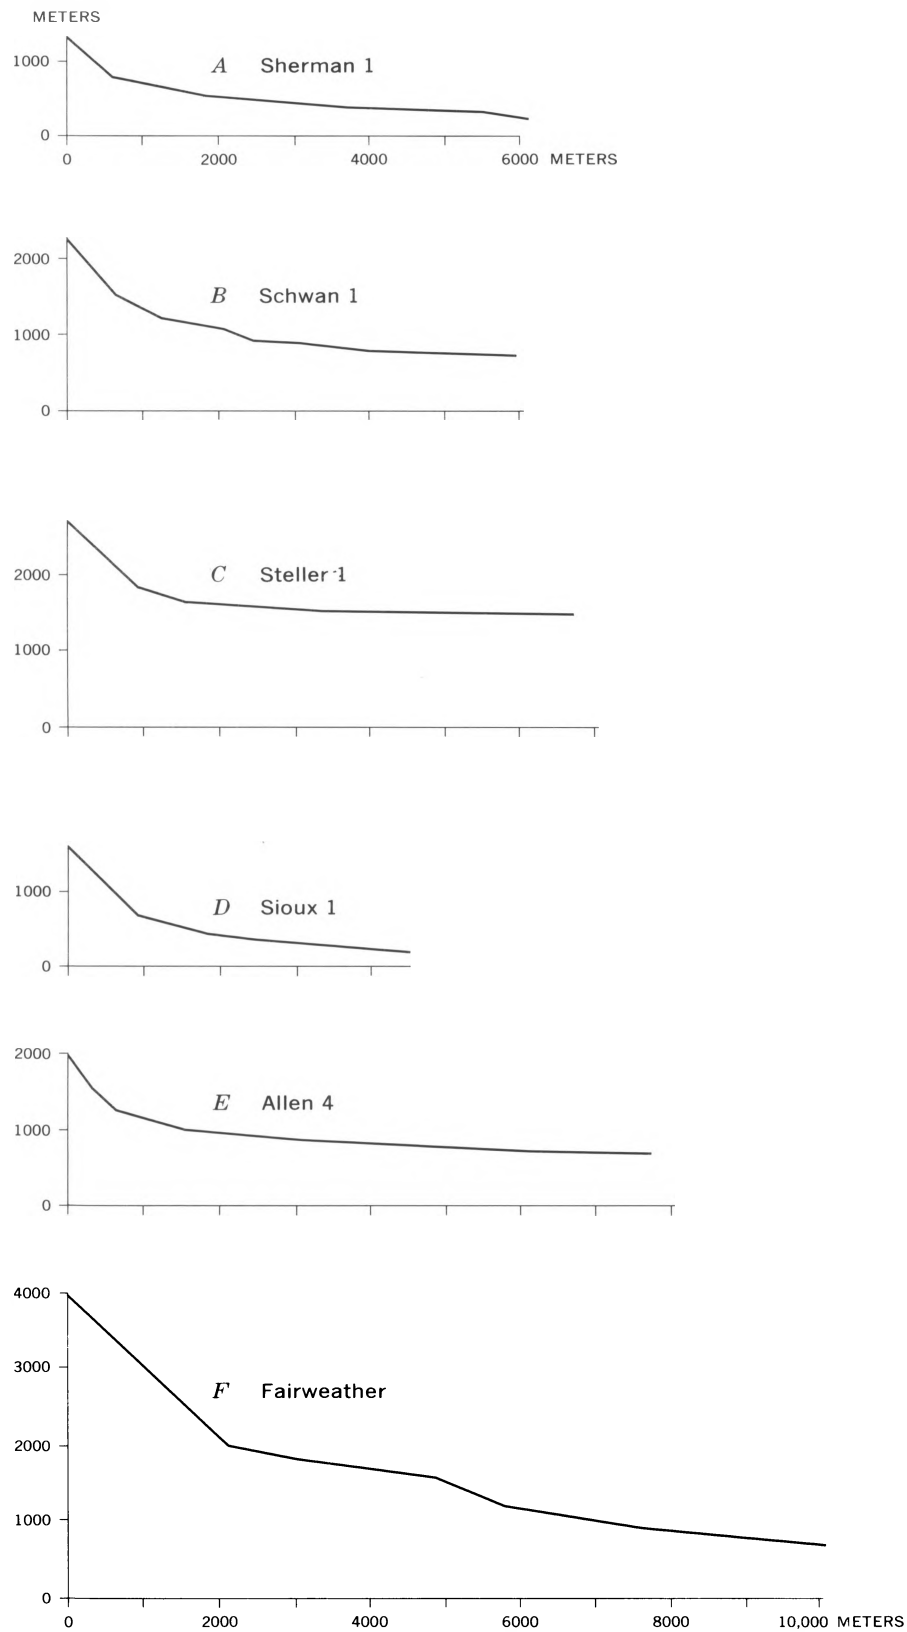 METERS
1000
A Sherman 1
0
0 2000 4000 6000 METERS
2000
B Schwan 1
1000
0
2000
C Steller 1
1000
0
1000
D Sioux 1
0
2000
E Allen 4
1000
0
4000
3000
F Fairweather
2000
1000
0
0 2000 4000 6000 8000 10,000 METERS